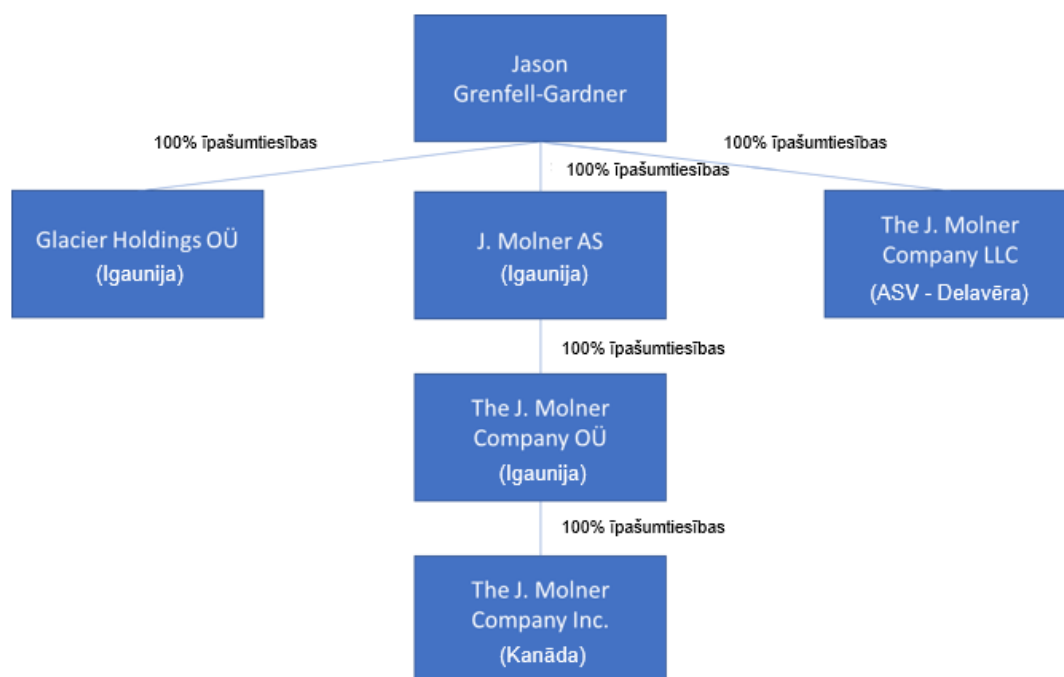 Jason
Grenfell-Gardner
100% īpašumtiesības
100% īpašumtiesības
100% īpašumtiesības
Glacier Holdings OÜ
(Igaunija)
J. Molner AS
(Igaunija)
The J. Molner
Company LLC
(ASV - Delavēra)
100% īpašumtiesības
The J. Molner
Company OÜ
(Igaunija)
100% īpašumtiesības
The J. Molner
Company Inc.
(Kanāda)